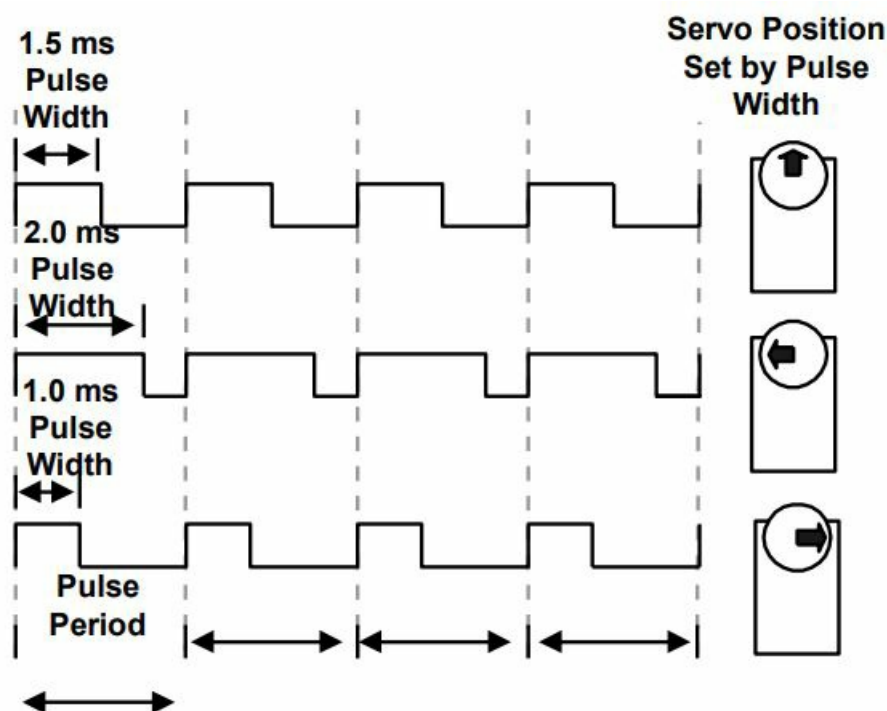 1.5 ms
Pulse
Width
Servo Position
Set by Pulse
Width
2.0 ms
Pulse
Width
1.0 ms
Pulse
Width
Pulse
Period